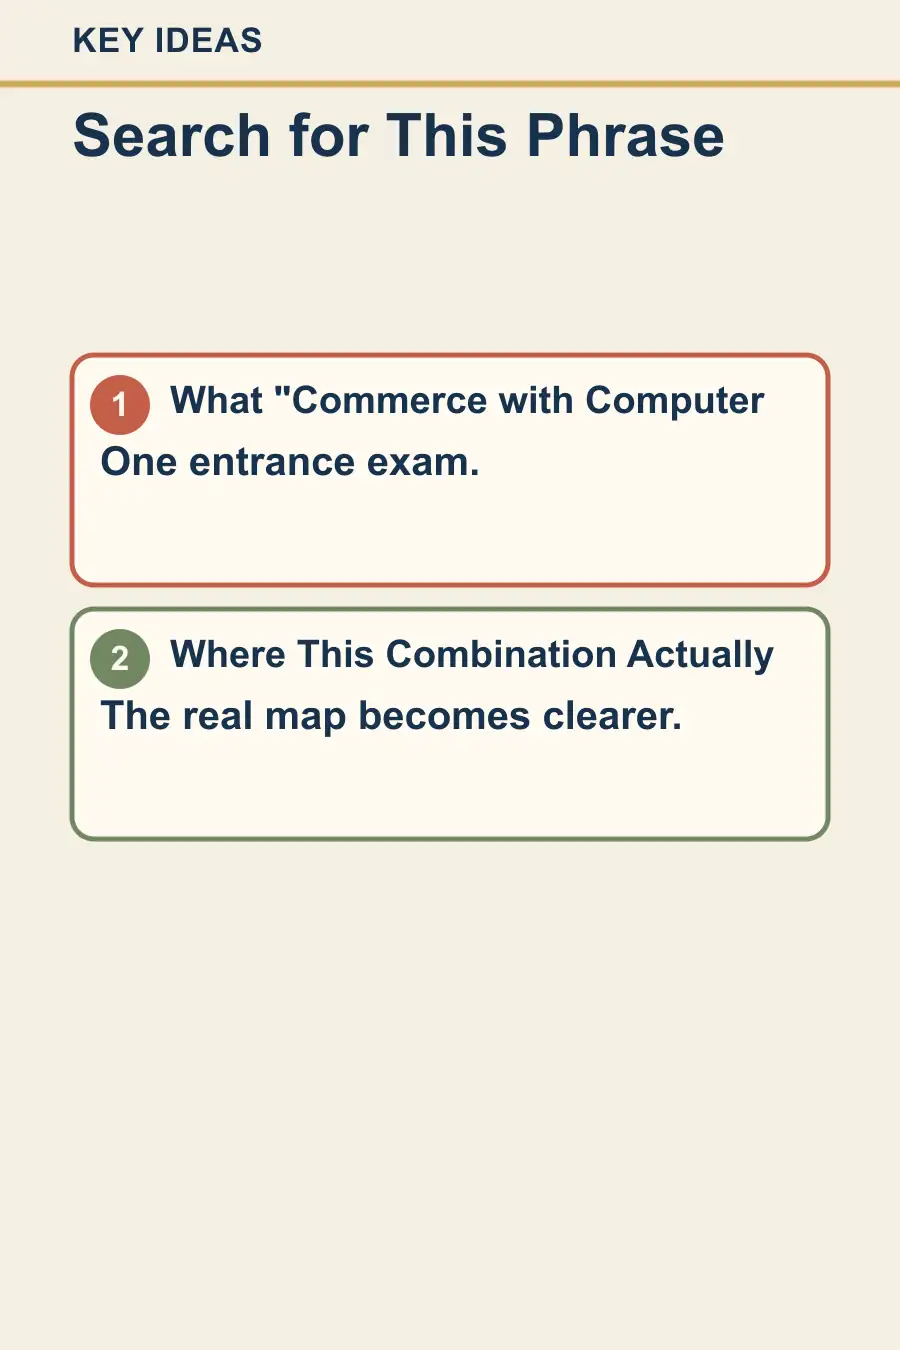 KEY IDEAS
Search for This Phrase
1 What "Commerce with Computer
One entrance exam.
2 Where This Combination Actually
The real map becomes clearer.